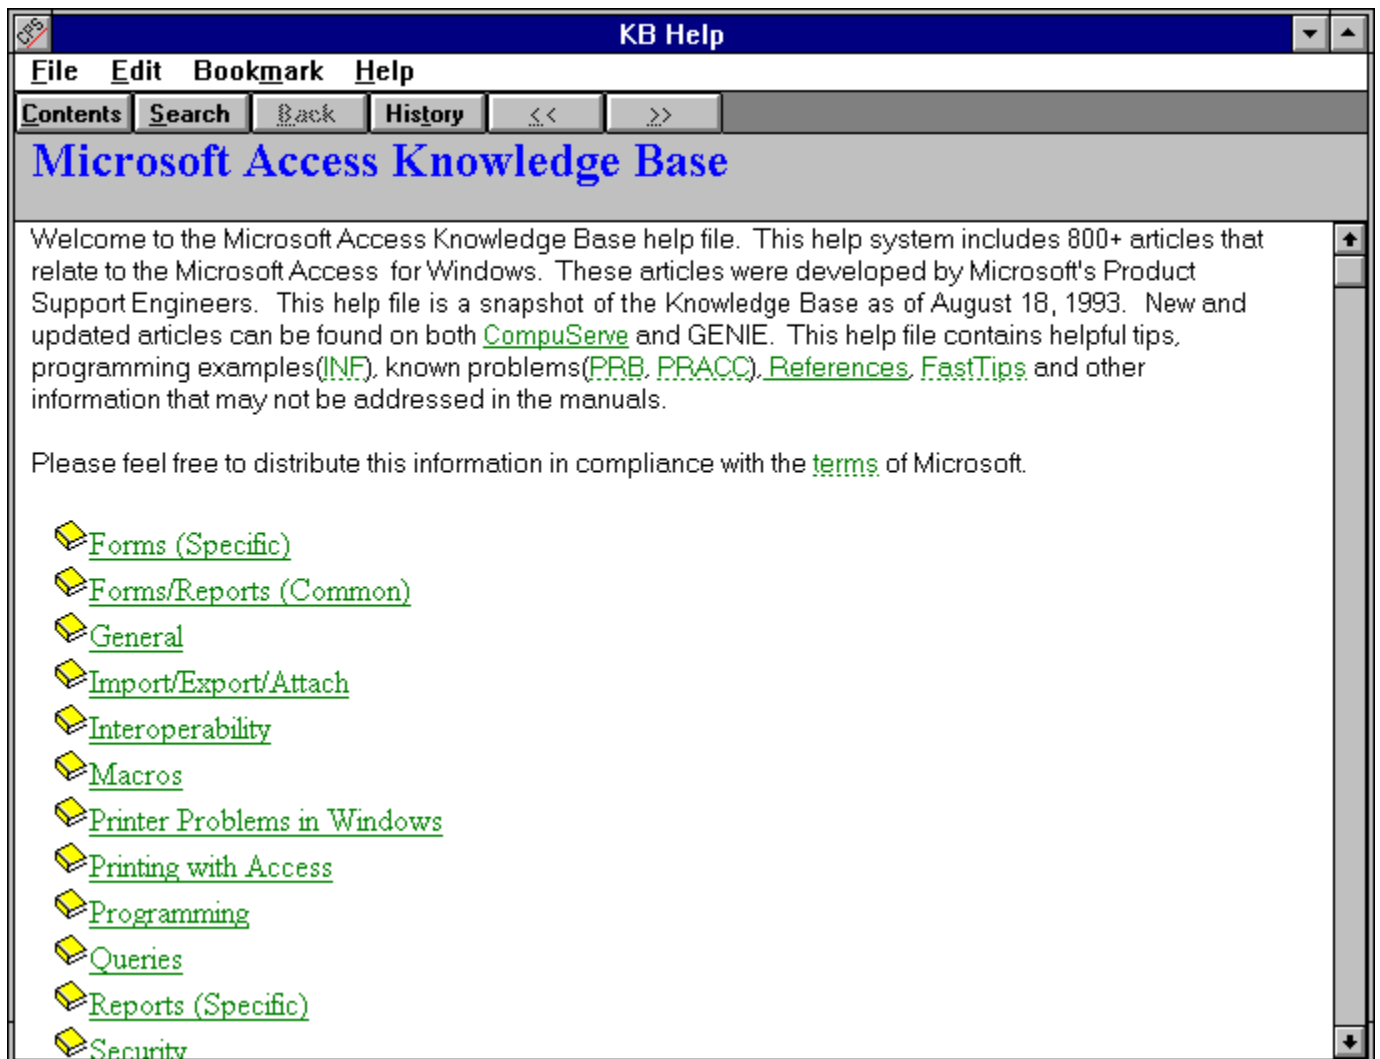 CPS
KB Help
File Edit Bookmark Help
Contents Search Back History << >>
Microsoft Access Knowledge Base
Welcome to the Microsoft Access Knowledge Base help file.  This help system includes 800+ articles that
relate to the Microsoft Access  for Windows.  These articles were developed by Microsoft's Product
Support Engineers.   This help file is a snapshot of the Knowledge Base as of August 18, 1993.   New and
updated articles can be found on both CompuServe and GENIE.  This help file contains helpful tips,
programming examples(INF), known problems(PRB, PRACC), References, FastTips and other
information that may not be addressed in the manuals.
Please feel free to distribute this information in compliance with the terms of Microsoft.
Forms (Specific)
Forms/Reports (Common)
General
Import/Export/Attach
Interoperability
Macros
Printer Problems in Windows
Printing with Access
Programming
Queries
Reports (Specific)
Security